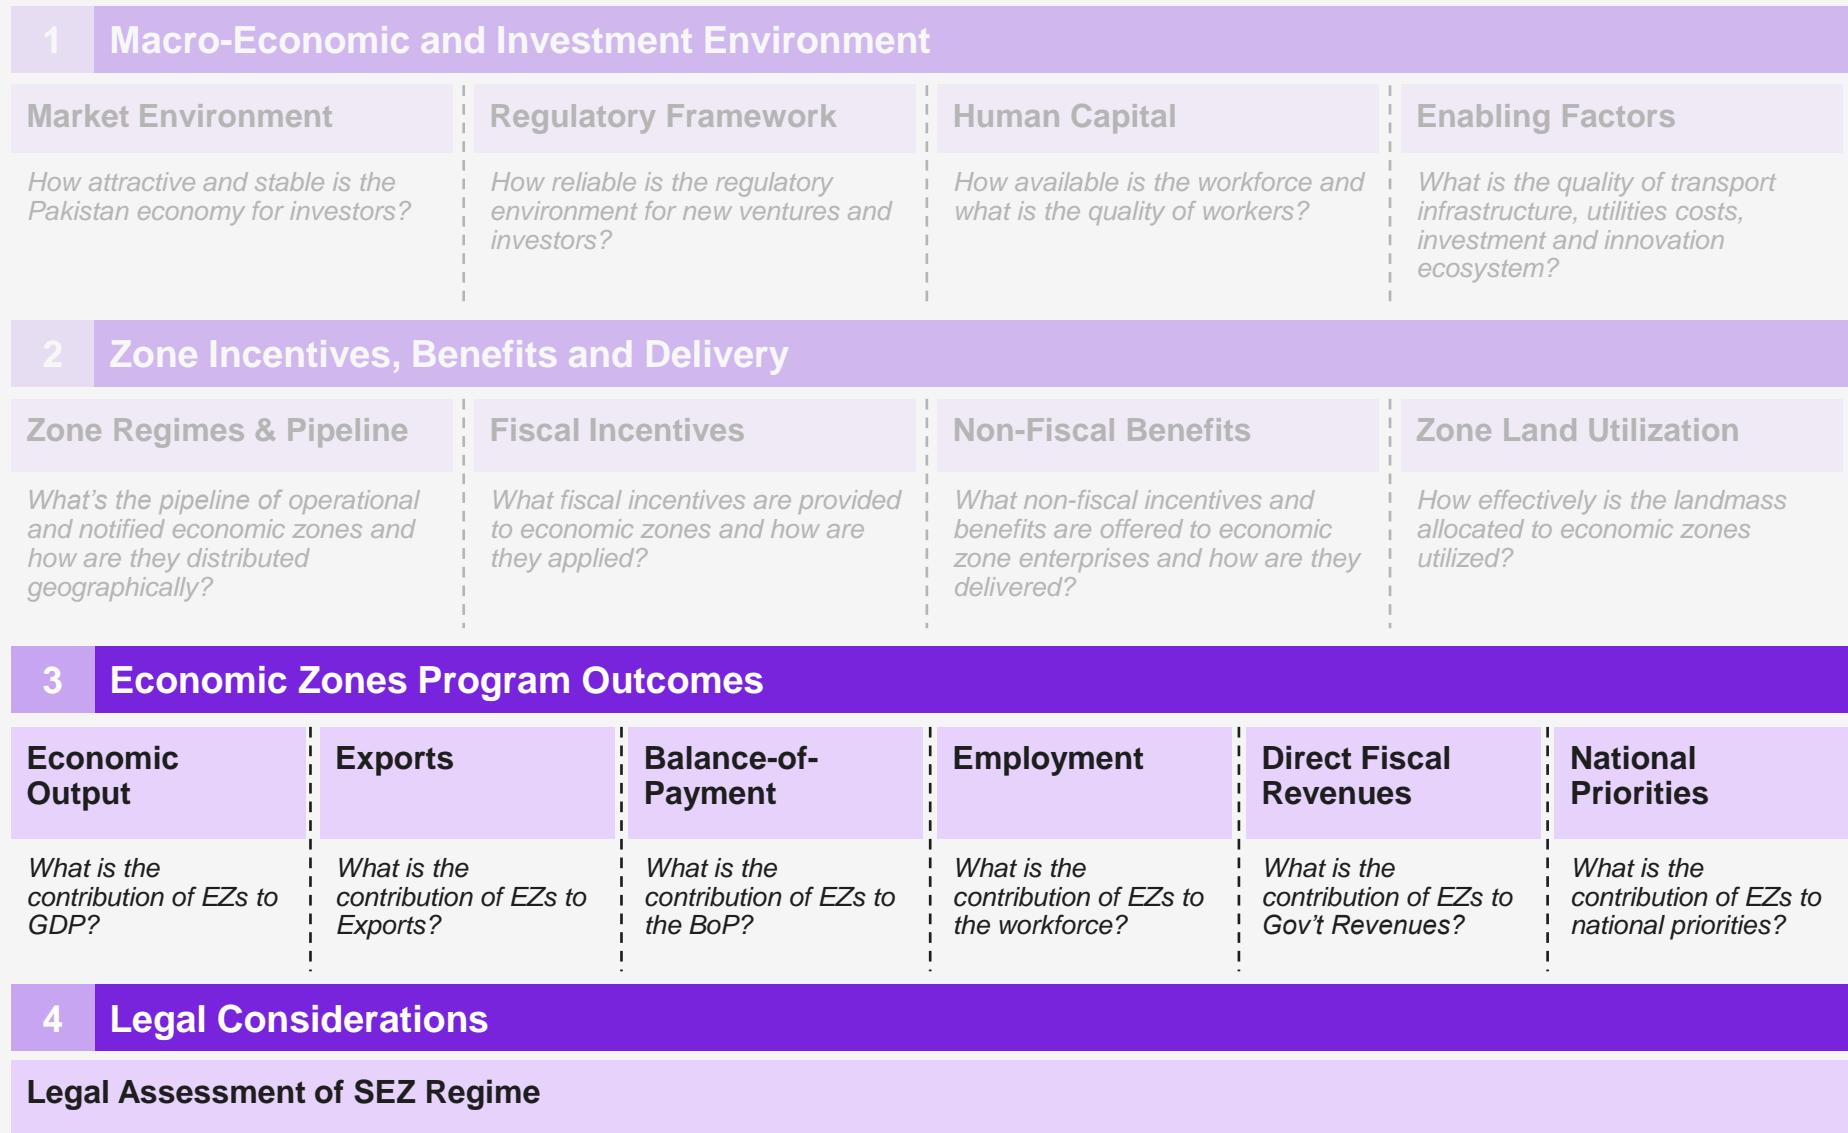 1 Macro-Economic and Investment Environment
Market Environment
How attractive and stable is the
Pakistan economy for investors?
Regulatory Framework
How reliable is the regulatory
environment for new ventures and
investors?
Human Capital
How available is the workforce and
what is the quality of workers?
Enabling Factors
What is the quality of transport
infrastructure, utilities costs,
investment and innovation
ecosystem?
2 Zone Incentives, Benefits and Delivery
Zone Regimes & Pipeline
What's the pipeline of operational
and notified economic zones and
how are they distributed
geographically?
Fiscal Incentives
What fiscal incentives are provided
to economic zones and how are
they applied?
Non-Fiscal Benefits
What non-fiscal incentives and
benefits are offered to economic
zone enterprises and how are they
delivered?
Zone Land Utilization
How effectively is the landmass
allocated to economic zones
utilized?
3 Economic Zones Program Outcomes
Economic
Output
What is the
contribution of EZs to
GDP?
Exports
What is the
contribution of EZs to
Exports?
Balance-of-
Payment
What is the
contribution of EZs to
the BoP?
Employment
What is the
contribution of EZs to
the workforce?
Direct Fiscal
Revenues
What is the
contribution of EZs to
Gov't Revenues?
National
Priorities
What is the
contribution of EZs to
national priorities?
4 Legal Considerations
Legal Assessment of SEZ Regime